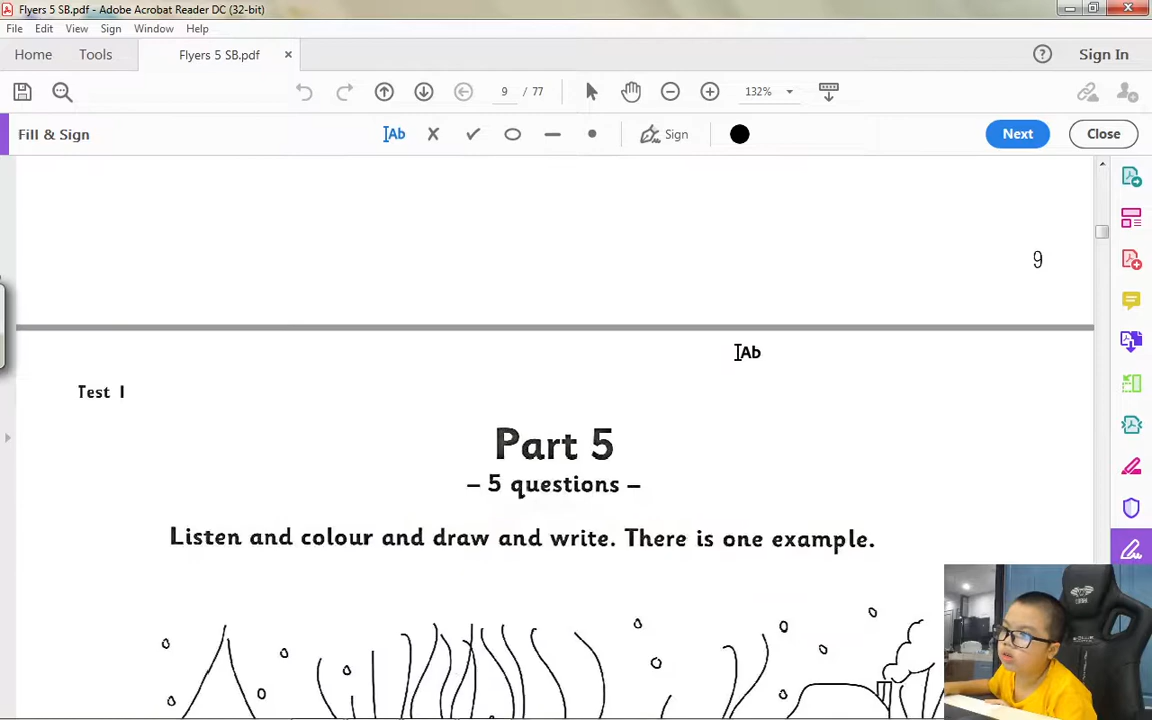 Flyers 5 SB.pdf - Adobe Acrobat Reader DC (32-bit)
File Edit View Sign Window Help
Home Tools Flyers 5 SB.pdf × Sign In
9 / 77 132%
Fill & Sign Ab Sign Next Close
9
Ab
Test 1
Part 5
– 5 questions –
Listen and colour and draw and write. There is one example.